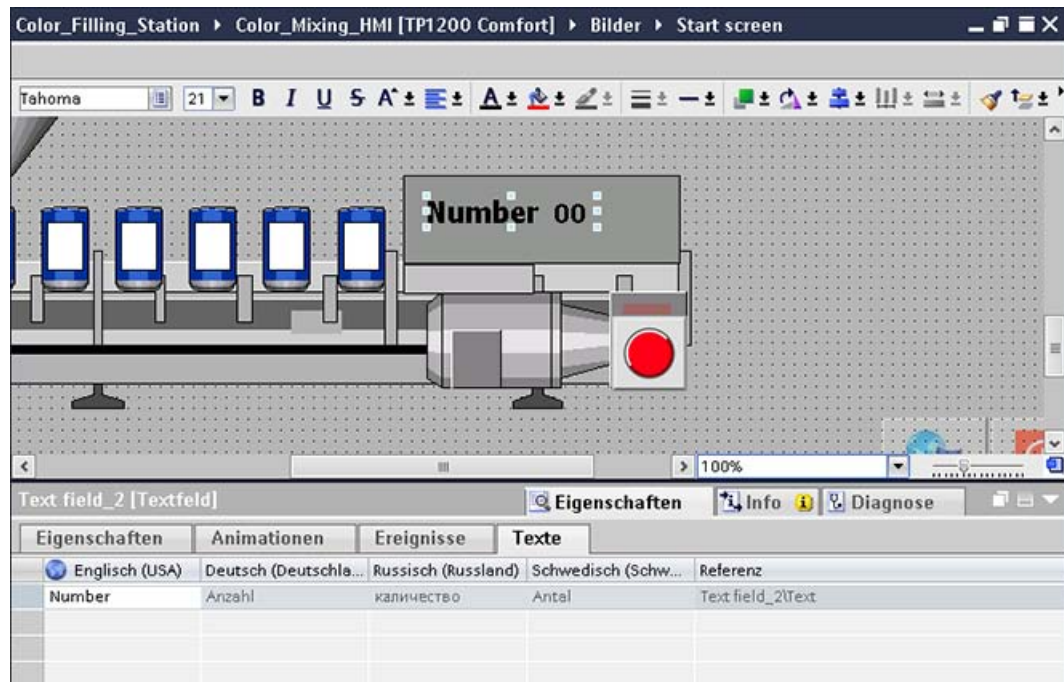 Color_Filling_Station ▸ Color_Mixing_HMI [TP1200 Comfort] ▸ Bilder ▸ Start screen
Tahoma 21 B I U S A A
Number 00
100%
Text field_2 [Textfeld] Eigenschaften Info Diagnose
Eigenschaften Animationen Ereignisse Texte
Englisch (USA) Deutsch (Deutschla... Russisch (Russland) Schwedisch (Schw... Referenz
Number Anzahl каличество Antal Text field_2\Text